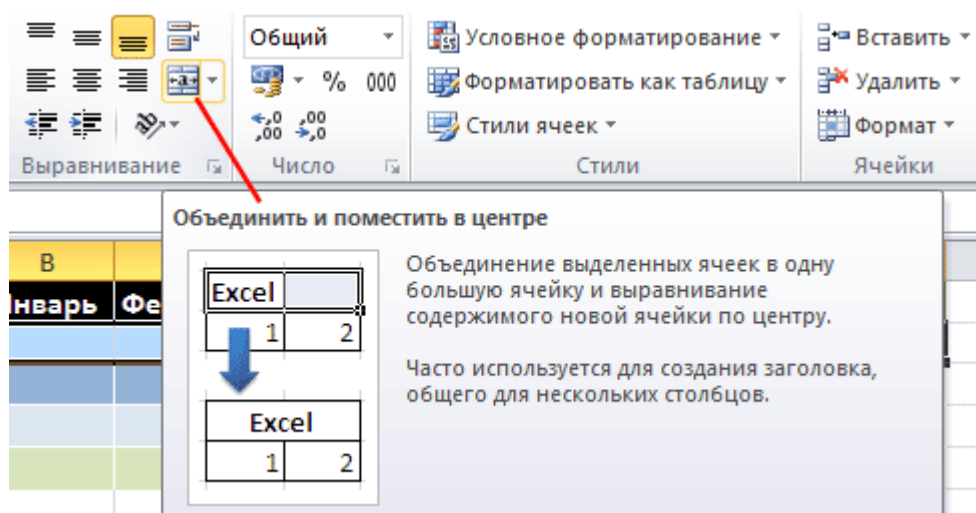 Общий
Условное форматирование
Вставить
% 000
Форматировать как таблицу
Удалить
,0 ,00
,00 ,0
Стили ячеек
Формат
Выравнивание
Число
Стили
Ячейки
Объединить и поместить в центре
B
нварь
Фе
Excel
1 2
Excel
1 2
Объединение выделенных ячеек в одну
большую ячейку и выравнивание
содержимого новой ячейки по центру.
Часто используется для создания заголовка,
общего для нескольких столбцов.